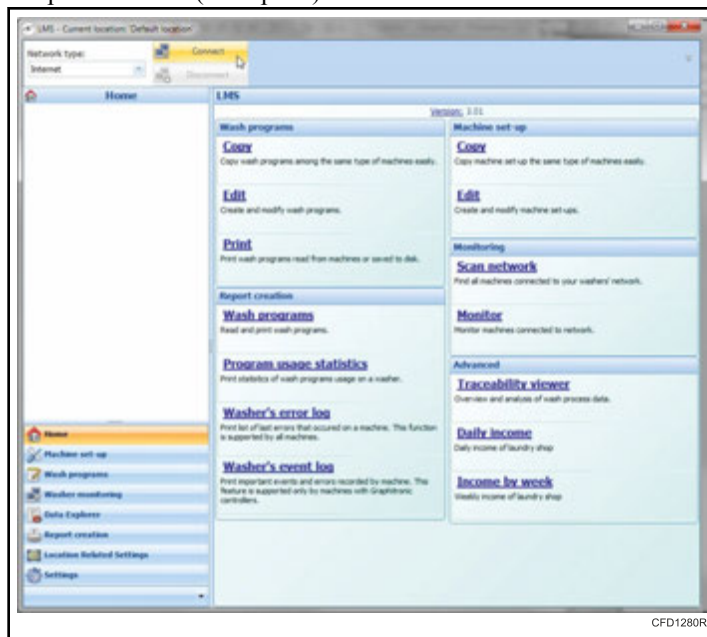 LMS - Current location: 'Default location'
Network type:
Internet
Connect
Disconnect
Home
LMS
Version: 3.01
Wash programs
Copy
Copy wash programs among the same type of machines easily.
Edit
Create and modify wash programs.
Print
Print wash programs read from machines or saved to disk.
Report creation
Wash programs
Read and print wash programs.
Program usage statistics
Print statistics of wash programs usage on a washer.
Washer's error log
Print list of last errors that occured on a machine. This function
is supported by all machines.
Washer's event log
Print important events and errors recorded by machine. This
feature is supported only by machines with Graphitronic
controllers.
Machine set-up
Copy
Copy machine set-up the same type of machines easily.
Edit
Create and modify machine set-ups.
Monitoring
Scan network
Find all machines connected to your washers' network.
Monitor
Monitor machines connected to network.
Advanced
Traceability viewer
Overview and analysis of wash process data.
Daily income
Daily income of laundry shop
Income by week
Weekly income of laundry shop
Home
Machine set-up
Wash programs
Washer monitoring
Data Explorer
Report creation
Location Related Settings
Settings
CFD1280R